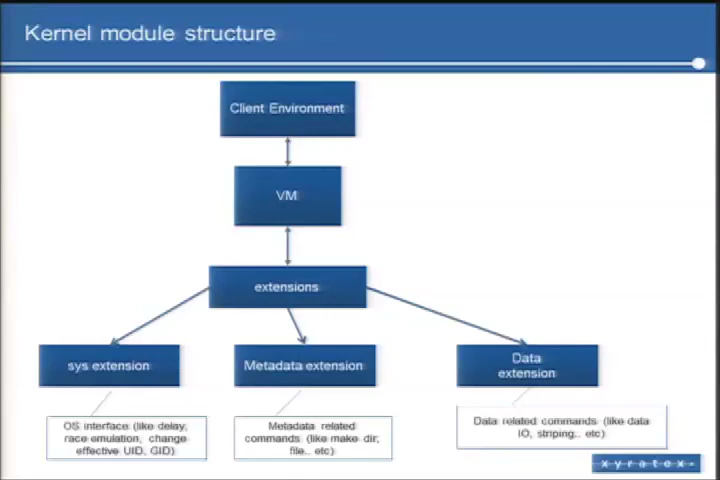 Kernel module structure
Client Environment
VM
extensions
sys extension
Metadata extension
Data
extension
OS interface (like delay,
race emulation, change
effective UID, GID)
Metadata related
commands (like make dir,
file.. etc)
Data related commands (like data
IO, striping.. etc)
xyratex